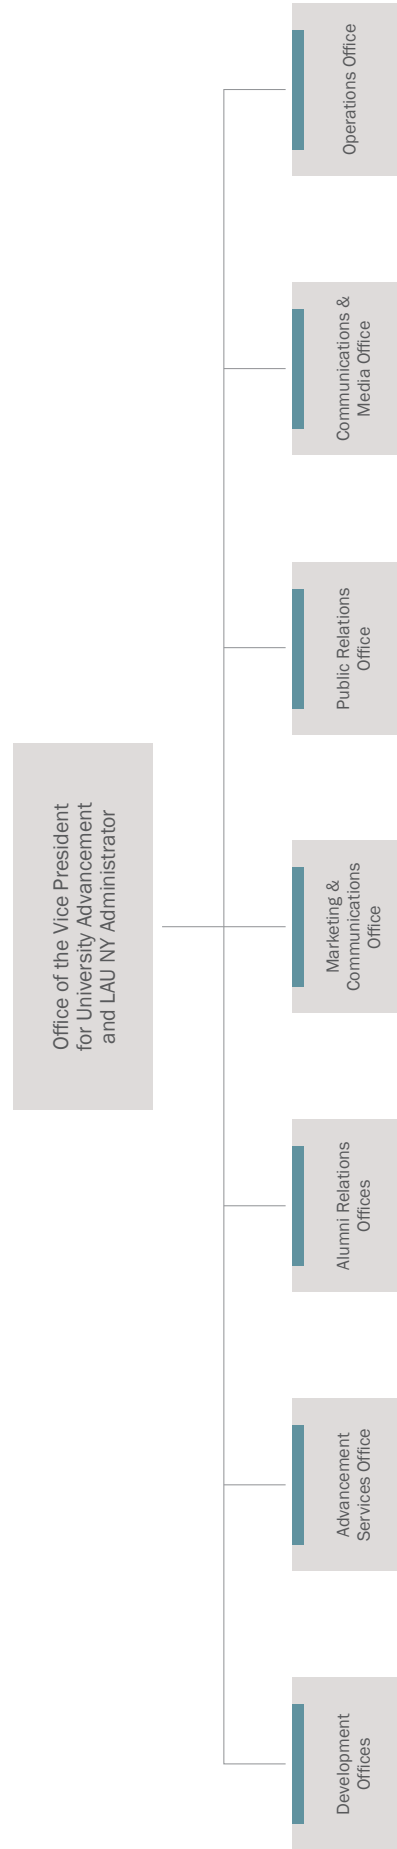 Office of the Vice President
for University Advancement
and LAU NY Administrator
Development
Offices
Advancement
Services Office
Alumni Relations
Offices
Marketing &
Communications
Office
Public Relations
Office
Communications &
Media Office
Operations Office